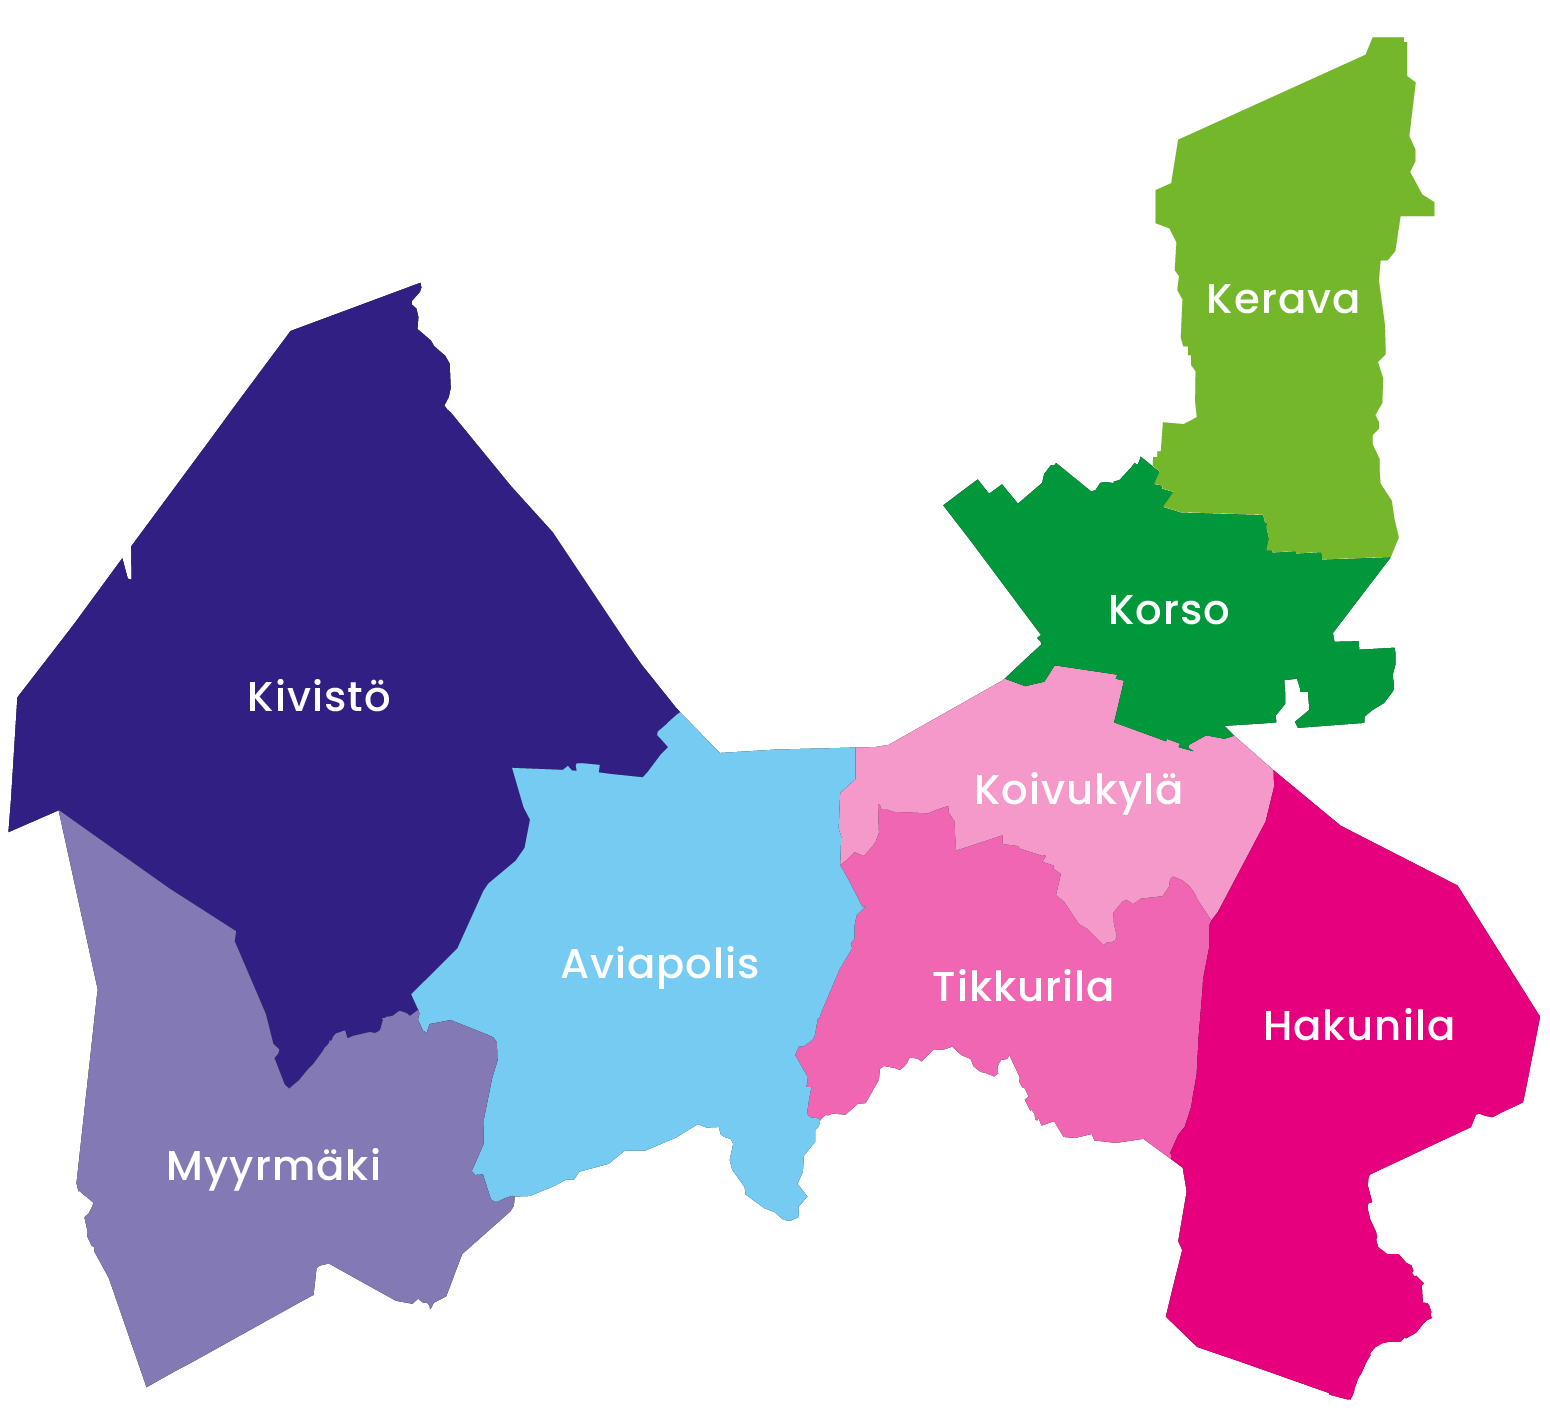 Kerava
Korso
Kivistö
Koivukylä
Aviapolis
Tikkurila
Hakunila
Myyrmäki